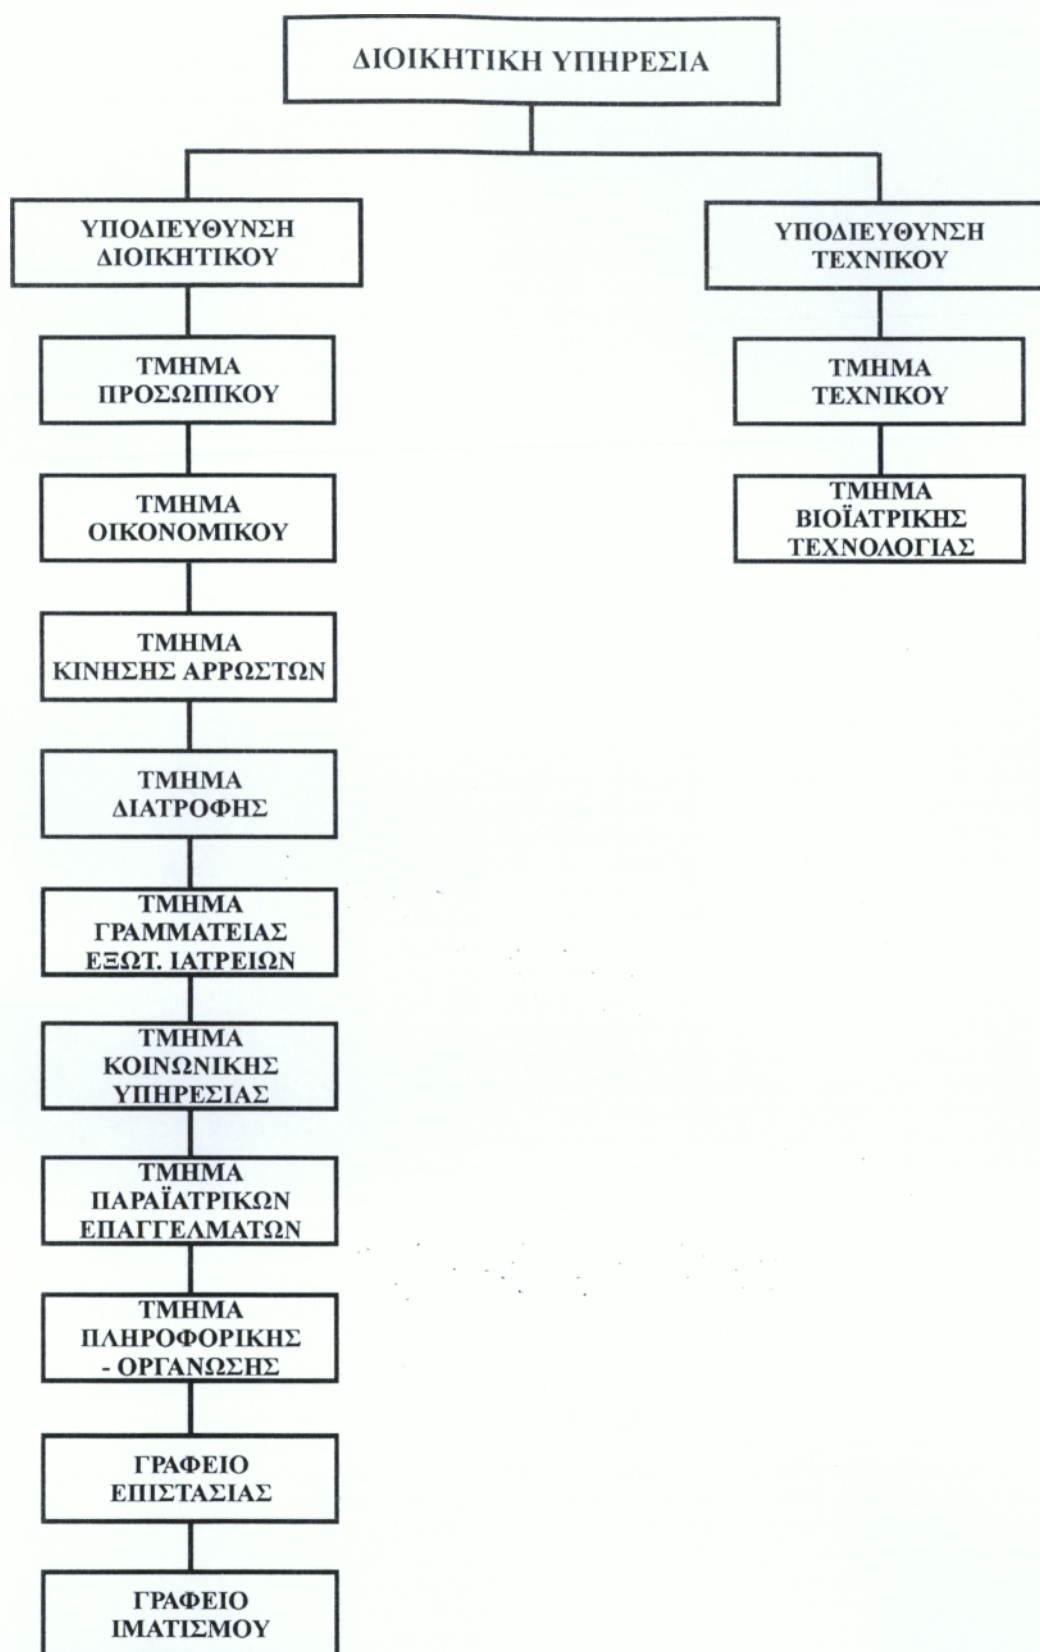 ΔΙΟΙΚΗΤΙΚΗ ΥΠΗΡΕΣΙΑ
ΥΠΟΔΙΕΥΘΥΝΣΗ
ΔΙΟΙΚΗΤΙΚΟΥ
ΥΠΟΔΙΕΥΘΥΝΣΗ
ΤΕΧΝΙΚΟΥ
ΤΜΗΜΑ
ΠΡΟΣΩΠΙΚΟΥ
ΤΜΗΜΑ
ΤΕΧΝΙΚΟΥ
ΤΜΗΜΑ
ΟΙΚΟΝΟΜΙΚΟΥ
ΤΜΗΜΑ
ΒΙΟΪΑΤΡΙΚΗΣ
ΤΕΧΝΟΛΟΓΙΑΣ
ΤΜΗΜΑ
ΚΙΝΗΣΗΣ ΑΡΡΩΣΤΩΝ
ΤΜΗΜΑ
ΔΙΑΤΡΟΦΗΣ
ΤΜΗΜΑ
ΓΡΑΜΜΑΤΕΙΑΣ
ΕΞΩΤ. ΙΑΤΡΕΙΩΝ
ΤΜΗΜΑ
ΚΟΙΝΩΝΙΚΗΣ
ΥΠΗΡΕΣΙΑΣ
ΤΜΗΜΑ
ΠΑΡΑΪΑΤΡΙΚΩΝ
ΕΠΑΓΓΕΛΜΑΤΩΝ
ΤΜΗΜΑ
ΠΛΗΡΟΦΟΡΙΚΗΣ
- ΟΡΓΑΝΩΣΗΣ
ΓΡΑΦΕΙΟ
ΕΠΙΣΤΑΣΙΑΣ
ΓΡΑΦΕΙΟ
ΙΜΑΤΙΣΜΟΥ